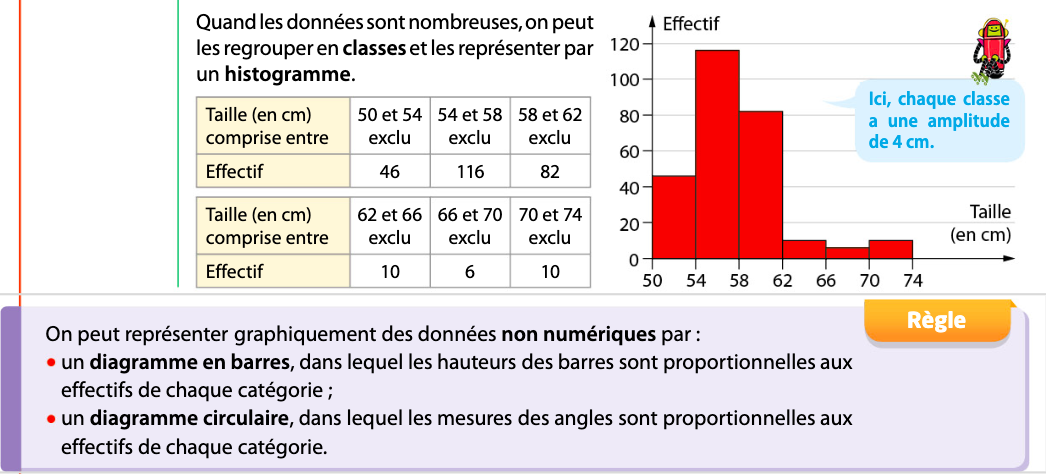 Quand les données sont nombreuses, on peut
les regrouper en classes et les représenter par
un histogramme.
Taille (en cm) comprise entre 50 et 54 exclu 54 et 58 exclu 58 et 62 exclu
Effectif 46 116 82
Taille (en cm) comprise entre 62 et 66 exclu 66 et 70 exclu 70 et 74 exclu
Effectif 10 6 10
Effectif
120
100
80
60
40
20
0
50 54 58 62 66 70 74
Taille
(en cm)
Ici, chaque classe
a une amplitude
de 4 cm.
Règle
On peut représenter graphiquement des données non numériques par :
• un diagramme en barres, dans lequel les hauteurs des barres sont proportionnelles aux
effectifs de chaque catégorie ;
• un diagramme circulaire, dans lequel les mesures des angles sont proportionnelles aux
effectifs de chaque catégorie.